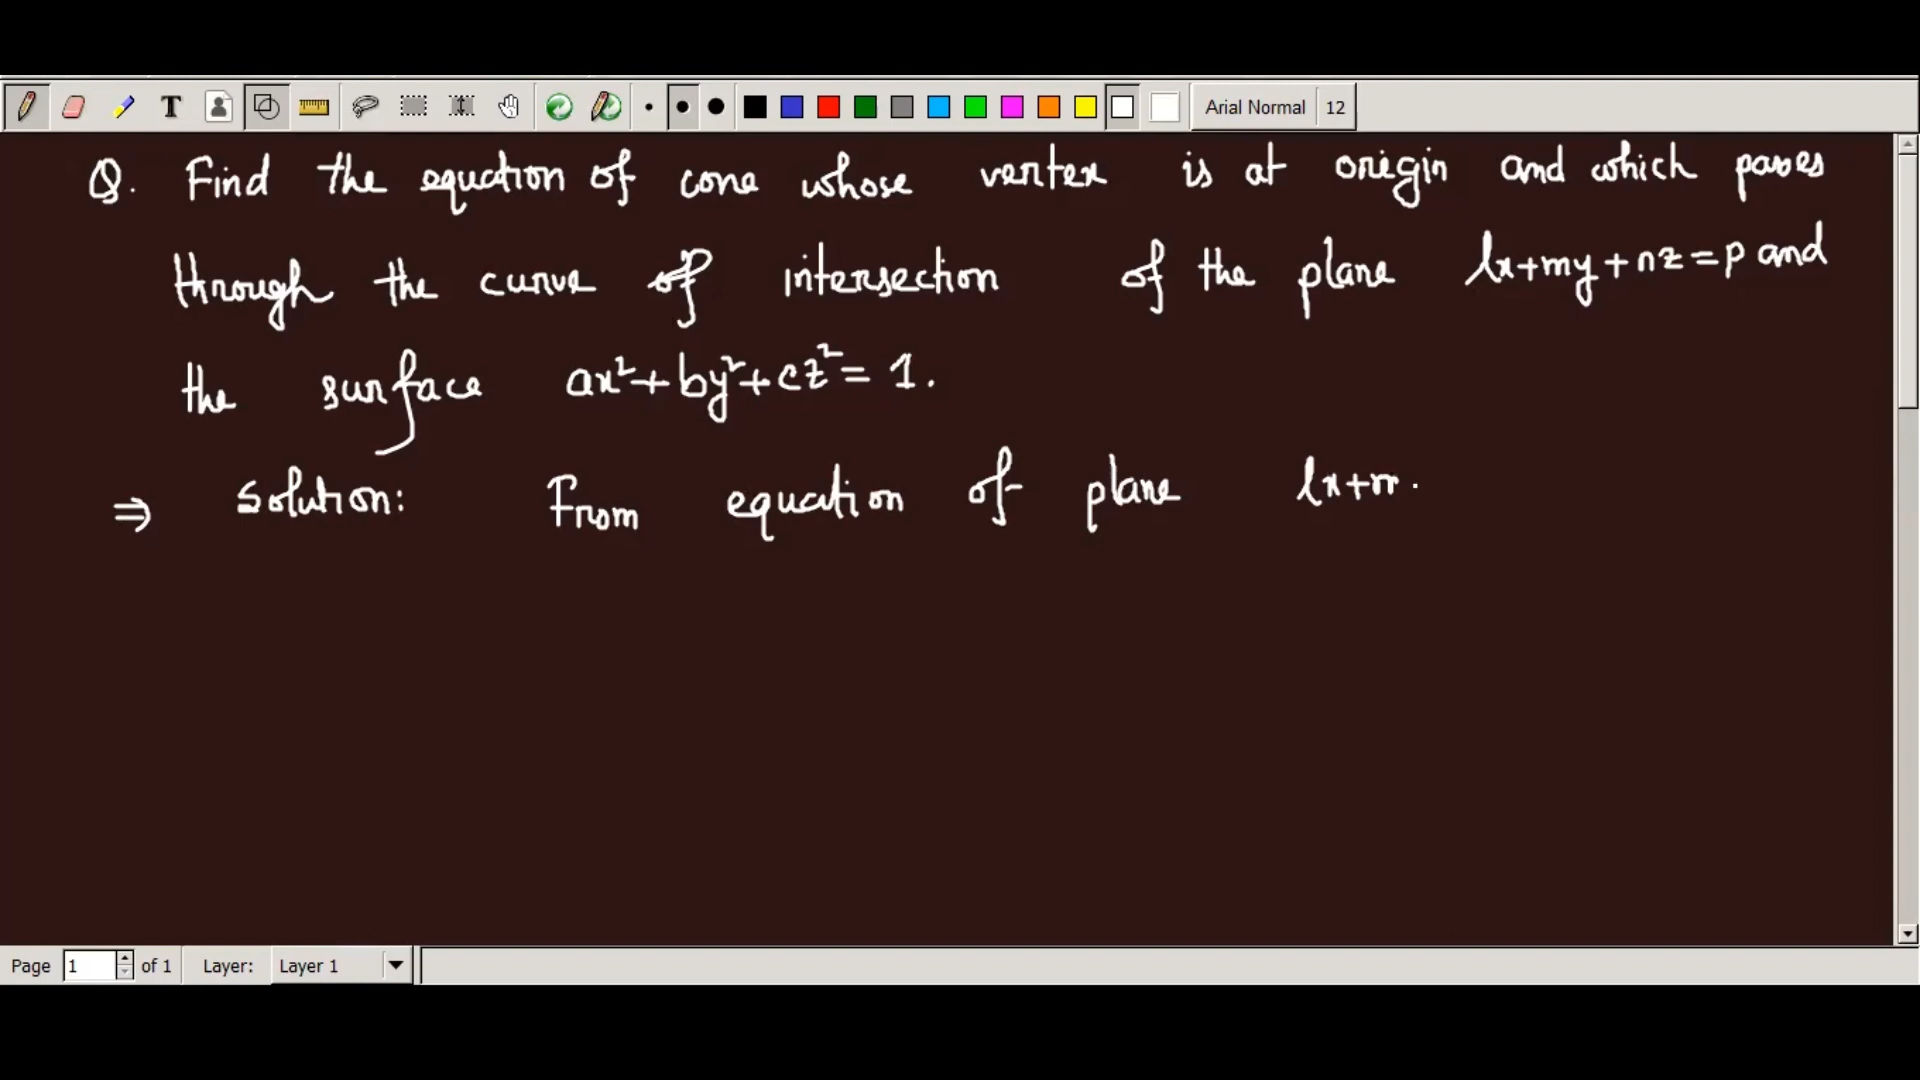 T Arial Normal 12
Q. Find the equation of cone whose vertex is at origin and which passes
through the curve of intersection of the plane lx+my+nz=p and
the surface ax²+by²+cz²=1.
⇒ Solution: From equation of plane lx+m
Page 1 of 1 Layer: Layer 1